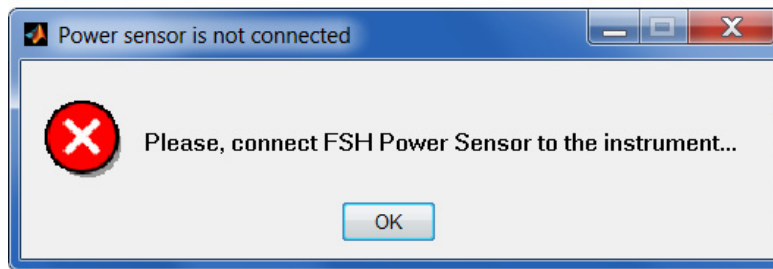 Power sensor is not connected
Please, connect FSH Power Sensor to the instrument...
OK